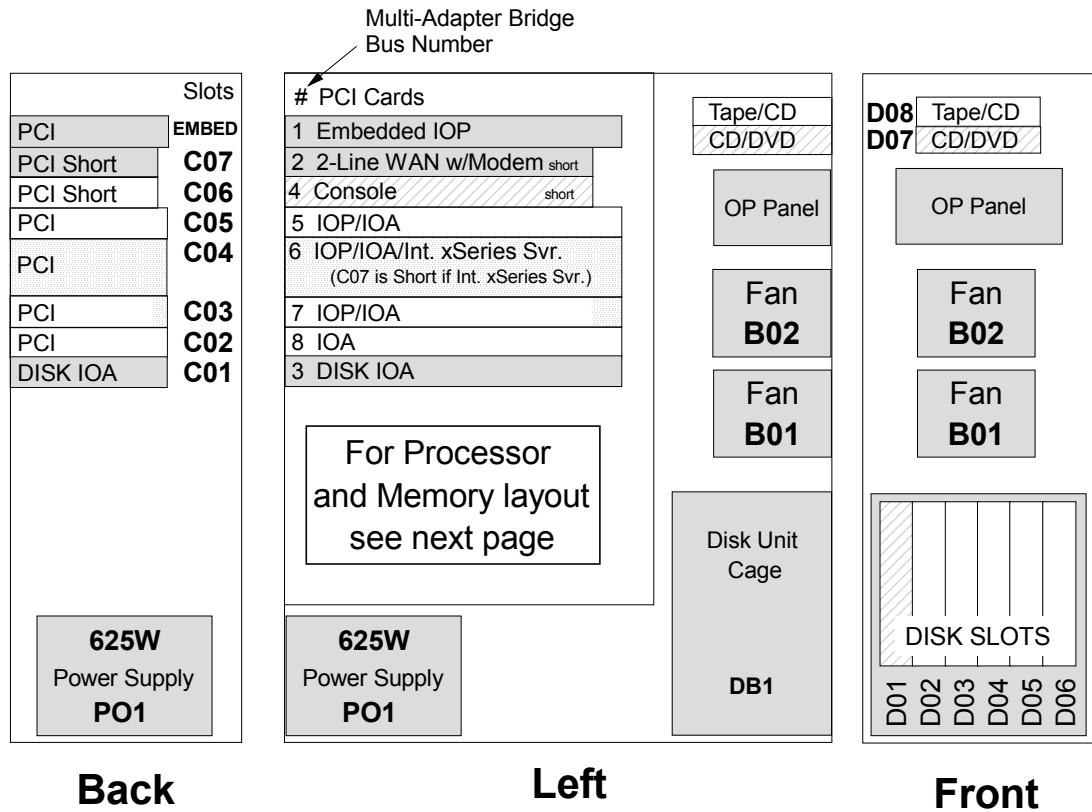 Multi-Adapter Bridge
Bus Number
Slots
PCI EMBED
PCI Short C07
PCI Short C06
PCI C05
PCI C04
PCI C03
PCI C02
DISK IOA C01
625W
Power Supply
PO1
Back
# PCI Cards
1 Embedded IOP
2 2-Line WAN w/Modem short
4 Console short
5 IOP/IOA
6 IOP/IOA/Int. xSeries Svr.
(C07 is Short if Int. xSeries Svr.)
7 IOP/IOA
8 IOA
3 DISK IOA
For Processor
and Memory layout
see next page
625W
Power Supply
PO1
Tape/CD
CD/DVD
OP Panel
Fan
B02
Fan
B01
Disk Unit
Cage
DB1
Left
D08 Tape/CD
D07 CD/DVD
OP Panel
Fan
B02
Fan
B01
DISK SLOTS
D01
D02
D03
D04
D05
D06
Front